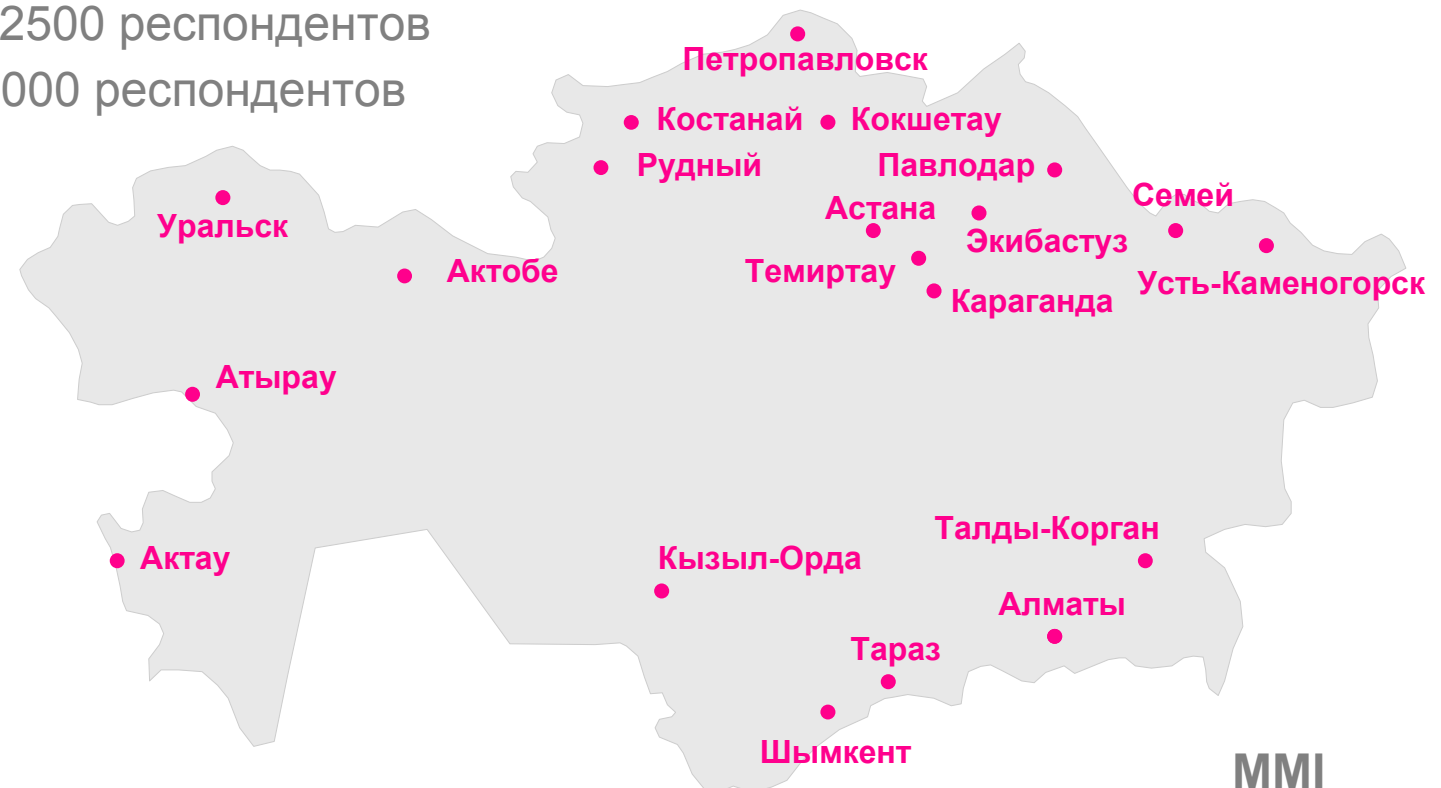 2500 респондентов
000 респондентов
Петропавловск
Костанай
Кокшетау
Рудный
Павлодар
Семей
Астана
Уральск
Экибастуз
Актобе
Темиртау
Усть-Каменогорск
Караганда
Атырау
Талды-Корган
Актау
Кызыл-Орда
Алматы
Тараз
Шымкент
MMI